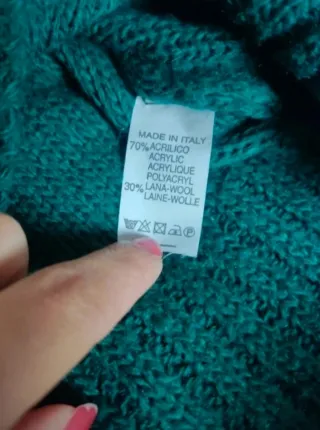 MADE IN ITALY
70% ACRILICO
ACRYLIC
ACRYLIQUE
POLYACRYL
30% LANA-WOOL
LAINE-WOLLE
P